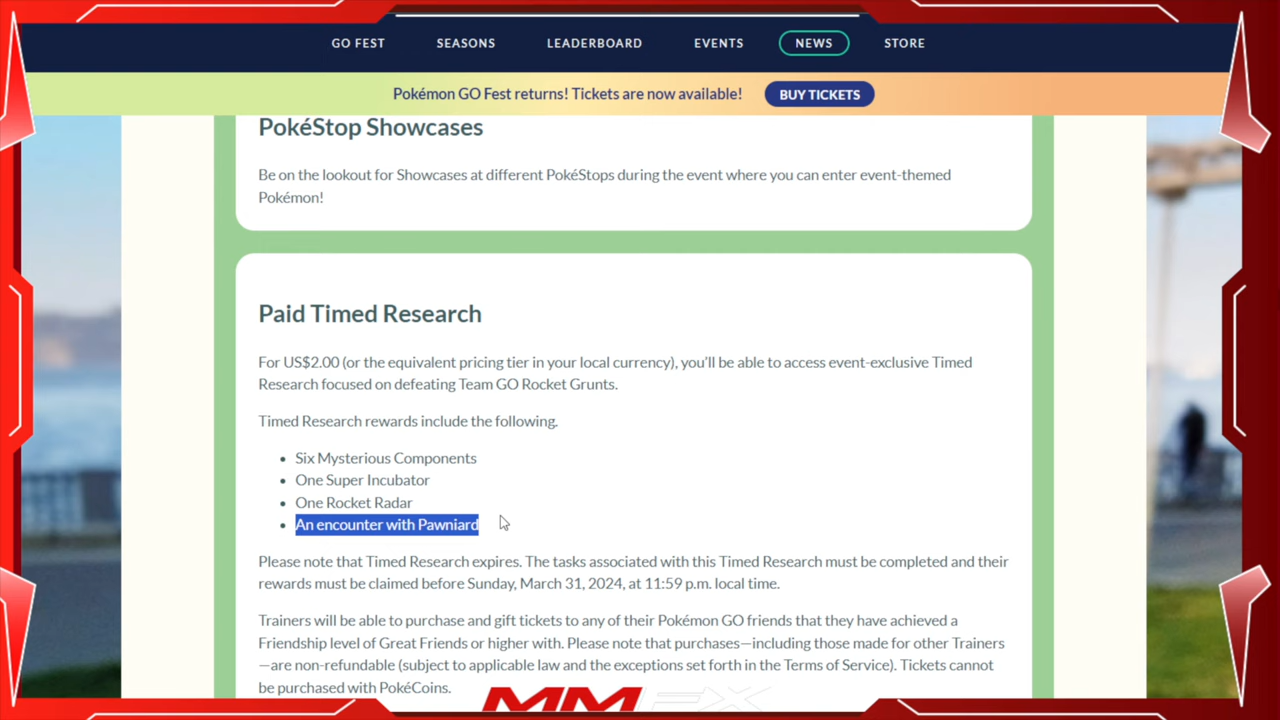 GO FEST SEASONS LEADERBOARD EVENTS NEWS STORE
Pokémon GO Fest returns! Tickets are now available! BUY TICKETS
PokéStop Showcases
Be on the lookout for Showcases at different PokéStops during the event where you can enter event-themed
Pokémon!
Paid Timed Research
For US$2.00 (or the equivalent pricing tier in your local currency), you'll be able to access event-exclusive Timed
Research focused on defeating Team GO Rocket Grunts.
Timed Research rewards include the following.
• Six Mysterious Components
• One Super Incubator
• One Rocket Radar
• An encounter with Pawniard
Please note that Timed Research expires. The tasks associated with this Timed Research must be completed and their
rewards must be claimed before Sunday, March 31, 2024, at 11:59 p.m. local time.
Trainers will be able to purchase and gift tickets to any of their Pokémon GO friends that they have achieved a
Friendship level of Great Friends or higher with. Please note that purchases—including those made for other Trainers
—are non-refundable (subject to applicable law and the exceptions set forth in the Terms of Service). Tickets cannot
be purchased with PokéCoins.